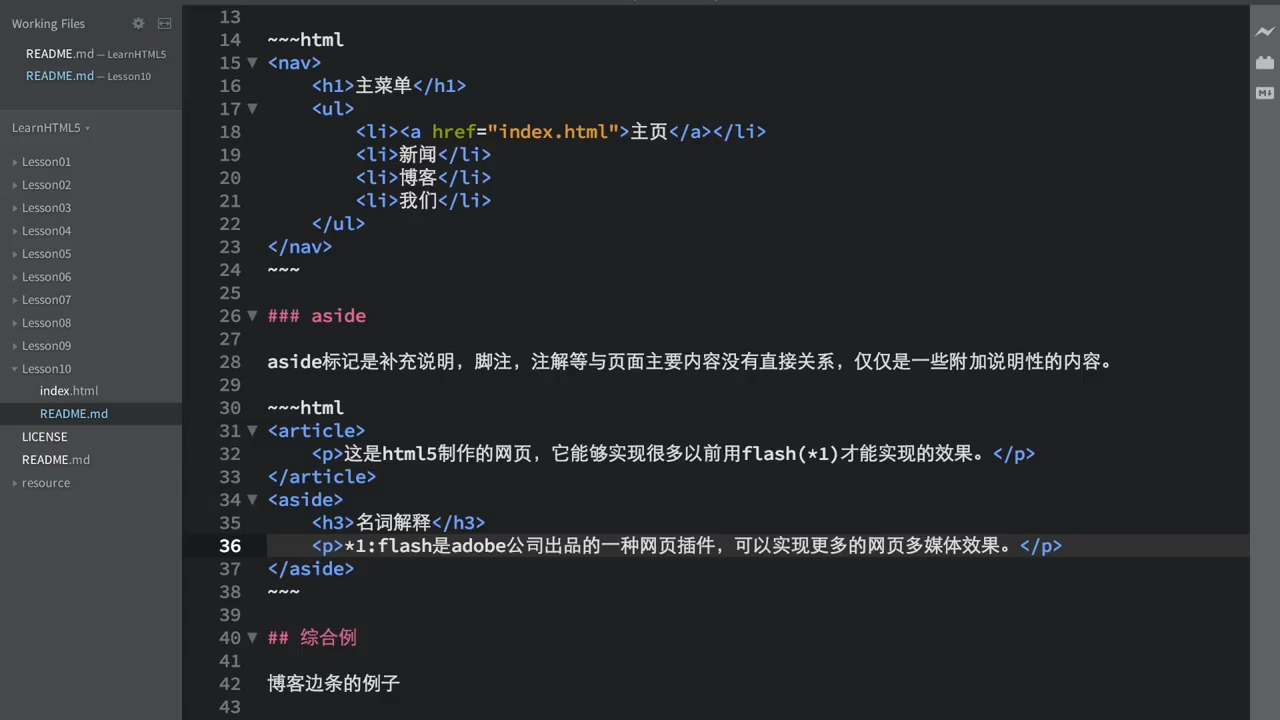 Working Files
README.md — LearnHTML5
README.md — Lesson10
LearnHTML5
Lesson01
Lesson02
Lesson03
Lesson04
Lesson05
Lesson06
Lesson07
Lesson08
Lesson09
Lesson10
index.html
README.md
LICENSE
README.md
resource
13
14 ~~~html
15 <nav>
16 <h1>主菜单</h1>
17 <ul>
18 <li><a href="index.html">主页</a></li>
19 <li>新闻</li>
20 <li>博客</li>
21 <li>我们</li>
22 </ul>
23 </nav>
24 ~~~
25
26 ### aside
27
28 aside标记是补充说明，脚注，注解等与页面主要内容没有直接关系，仅仅是一些附加说明性的内容。
29
30 ~~~html
31 <article>
32 <p>这是html5制作的网页，它能够实现很多以前用flash(*1)才能实现的效果。</p>
33 </article>
34 <aside>
35 <h3>名词解释</h3>
36 <p>*1:flash是adobe公司出品的一种网页插件，可以实现更多的网页多媒体效果。</p>
37 </aside>
38 ~~~
39
40 ## 综合例
41
42 博客边条的例子
43
M↓